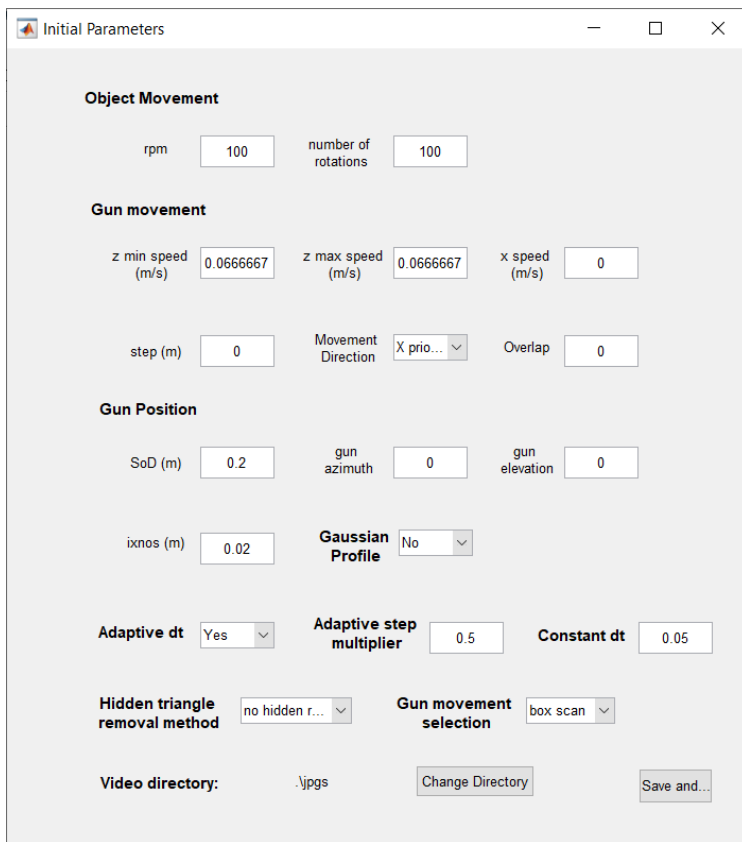 Initial Parameters
Object Movement
rpm
100
number of
rotations
100
Gun movement
z min speed
(m/s)
0.0666667
z max speed
(m/s)
0.0666667
x speed
(m/s)
0
step (m)
0
Movement
Direction
X prio...
Overlap
0
Gun Position
SoD (m)
0.2
gun
azimuth
0
gun
elevation
0
ixnos (m)
0.02
Gaussian
Profile
No
Adaptive dt
Yes
Adaptive step
multiplier
0.5
Constant dt
0.05
Hidden triangle
removal method
no hidden r...
Gun movement
selection
box scan
Video directory:
.\jpgs
Change Directory
Save and...